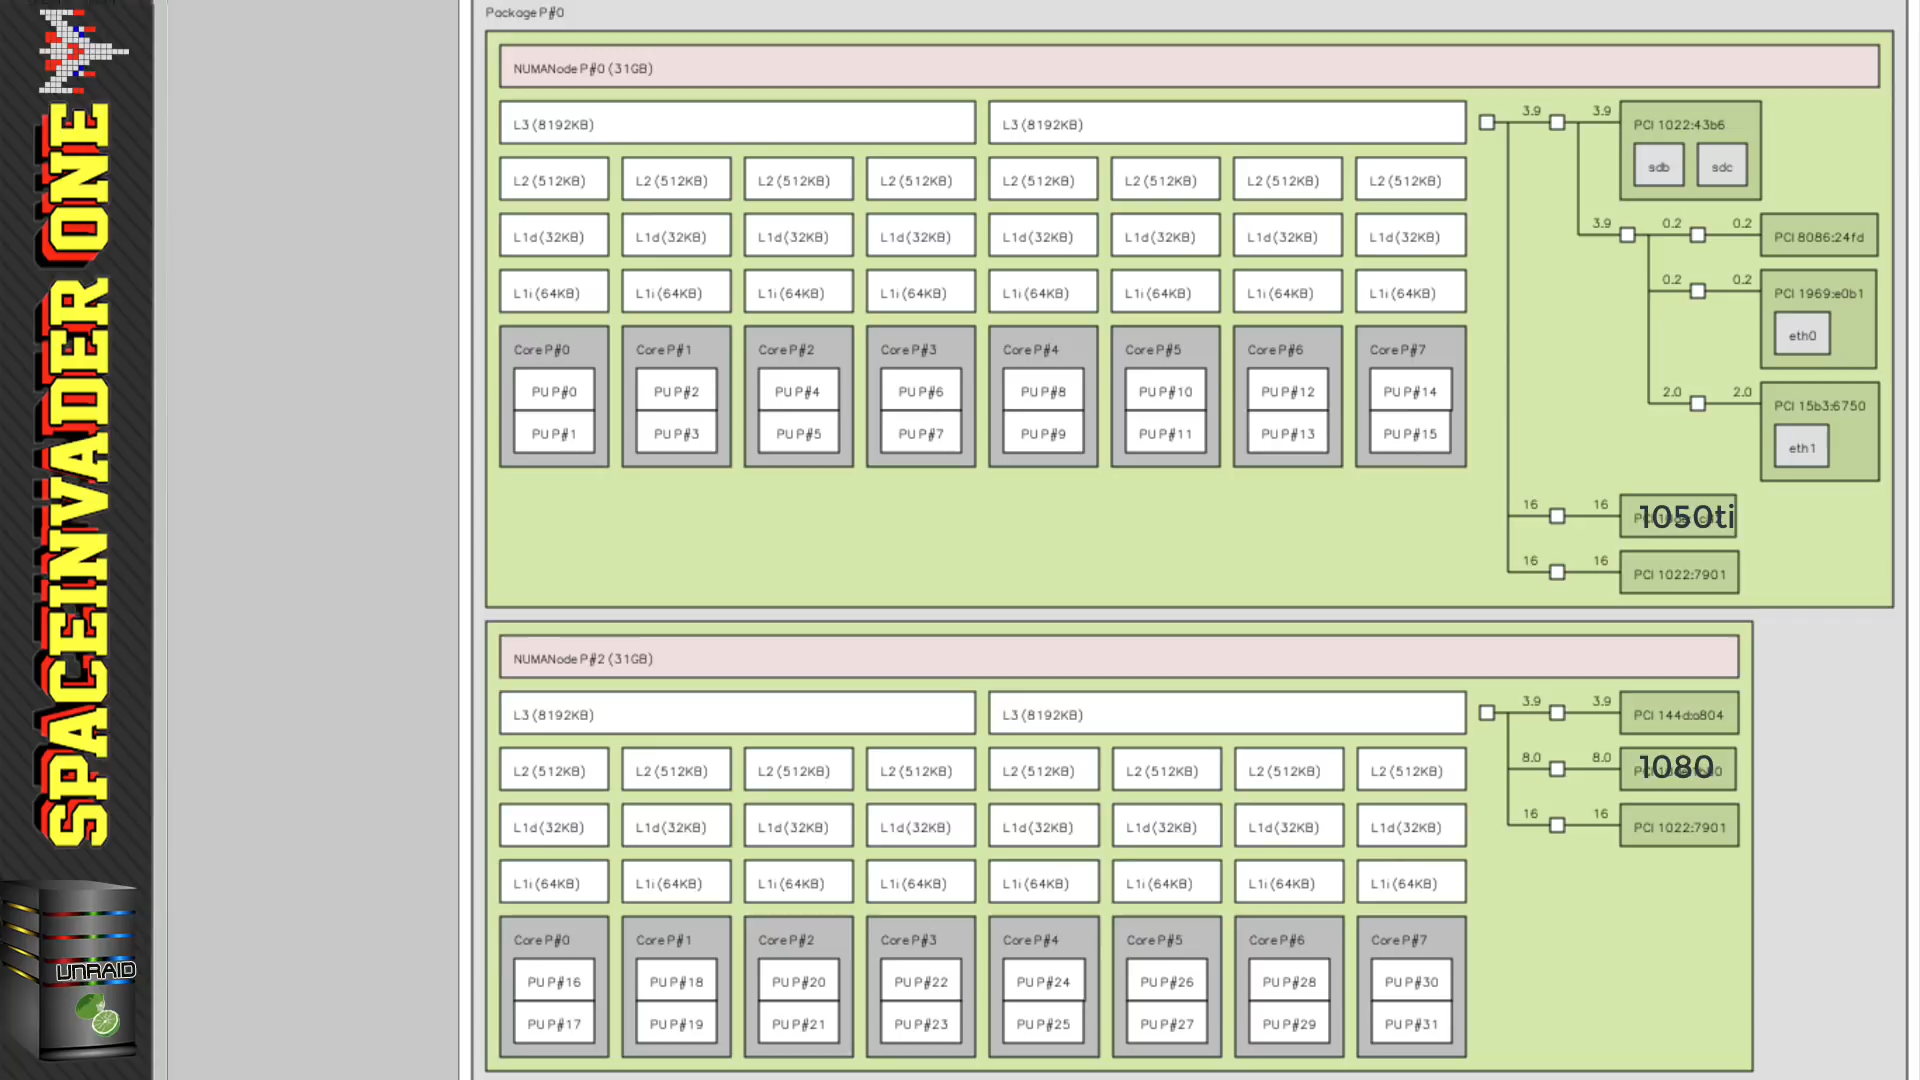 SPACEINVADER ONE
UNRAID
Package P#0
NUMANode P#0 (31GB)
L3 (8192KB) L3 (8192KB)
L2 (512KB) L2 (512KB) L2 (512KB) L2 (512KB) L2 (512KB) L2 (512KB) L2 (512KB) L2 (512KB)
L1d (32KB) L1d (32KB) L1d (32KB) L1d (32KB) L1d (32KB) L1d (32KB) L1d (32KB) L1d (32KB)
L1i (64KB) L1i (64KB) L1i (64KB) L1i (64KB) L1i (64KB) L1i (64KB) L1i (64KB) L1i (64KB)
Core P#0 Core P#1 Core P#2 Core P#3 Core P#4 Core P#5 Core P#6 Core P#7
PU P#0 PU P#2 PU P#4 PU P#6 PU P#8 PU P#10 PU P#12 PU P#14
PU P#1 PU P#3 PU P#5 PU P#7 PU P#9 PU P#11 PU P#13 PU P#15
3.9 3.9 PCI 1022:43b6
sdb sdc
3.9 0.2 0.2 PCI 8086:24fd
0.2 0.2 PCI 1969:e0b1
eth0
2.0 2.0 PCI 15b3:6750
eth1
16 16 1050ti
16 16 PCI 1022:7901
NUMANode P#2 (31GB)
L3 (8192KB) L3 (8192KB)
L2 (512KB) L2 (512KB) L2 (512KB) L2 (512KB) L2 (512KB) L2 (512KB) L2 (512KB) L2 (512KB)
L1d (32KB) L1d (32KB) L1d (32KB) L1d (32KB) L1d (32KB) L1d (32KB) L1d (32KB) L1d (32KB)
L1i (64KB) L1i (64KB) L1i (64KB) L1i (64KB) L1i (64KB) L1i (64KB) L1i (64KB) L1i (64KB)
Core P#0 Core P#1 Core P#2 Core P#3 Core P#4 Core P#5 Core P#6 Core P#7
PU P#16 PU P#18 PU P#20 PU P#22 PU P#24 PU P#26 PU P#28 PU P#30
PU P#17 PU P#19 PU P#21 PU P#23 PU P#25 PU P#27 PU P#29 PU P#31
3.9 3.9 PCI 144d:a804
8.0 8.0 1080
16 16 PCI 1022:7901